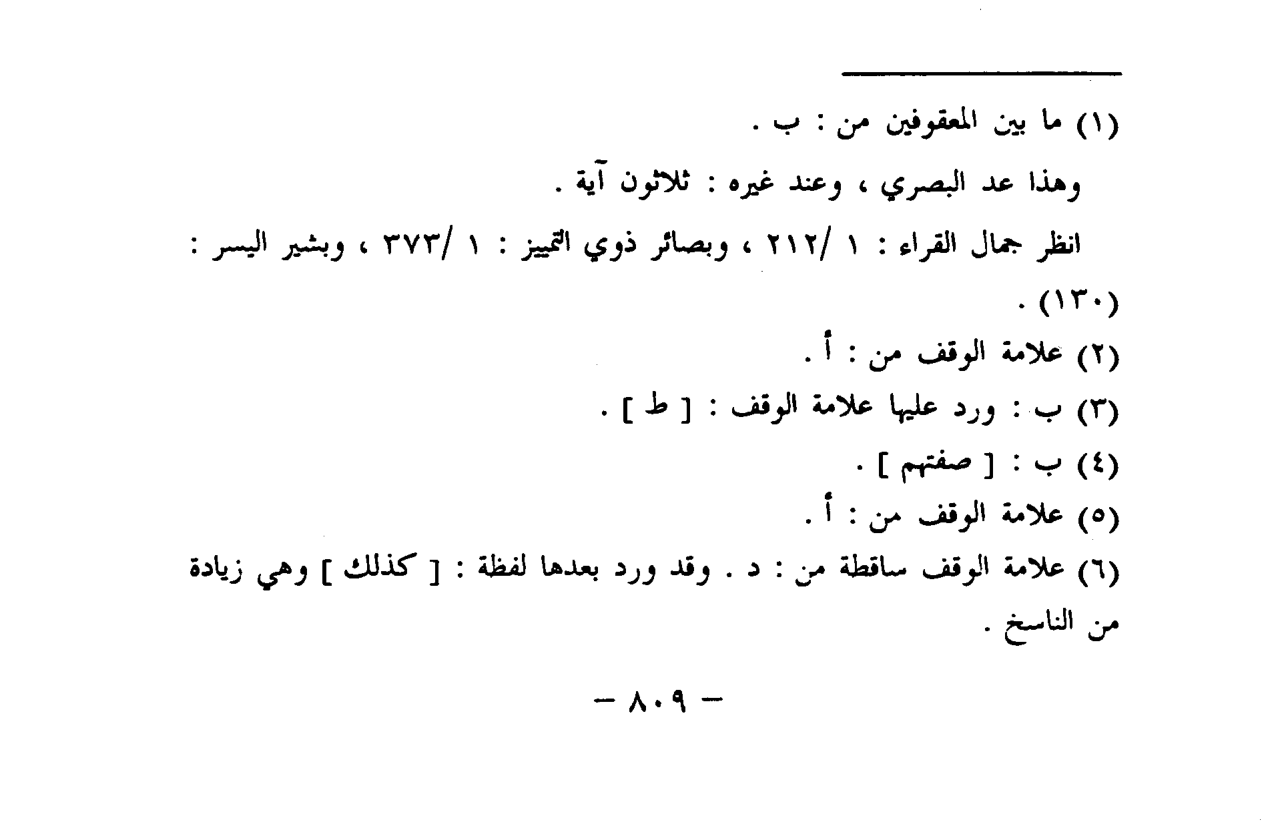 (١) ما بين المعقوفين من : ب .
وهذا عد البصري ، وعند غيره : ثلاثون آية .
انظر جمال القراء : ١ /٢١٢ ، وبصائر ذوي التمييز : ١ /٣٧٣ ، وبشير اليسر :
(١٣٠) .
(٢) علامة الوقف من : أ .
(٣) ب : ورد عليها علامة الوقف : [ ط ] .
(٤) ب : [ صفتهم ] .
(٥) علامة الوقف من : أ .
(٦) علامة الوقف ساقطة من : د . وقد ورد بعدها لفظة : [ كذلك ] وهي زيادة
من الناسخ .
– ٨٠٩ –